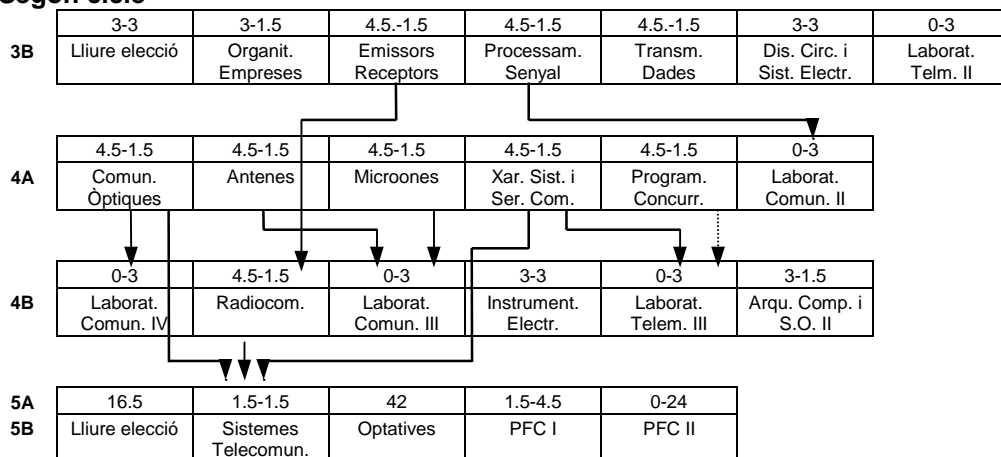 3-3 3-1.5 4.5.-1.5 4.5-1.5 4.5.-1.5 3-3 0-3
3B Lliure elecció Organit. Emissors Processam. Transm. Dis. Circ. i Laborat.
Empreses Receptors Senyal Dades Sist. Electr. Telm. II
4.5-1.5 4.5-1.5 4.5-1.5 4.5-1.5 4.5-1.5 0-3
4A Comun. Antenes Microones Xar. Sist. i Program. Laborat.
Òptiques Ser. Com. Concurr. Comun. II
0-3 4.5-1.5 0-3 3-3 0-3 3-1.5
4B Laborat. Radiocom. Laborat. Instrument. Laborat. Arqu. Comp. i
Comun. IV Comun. III Electr. Telem. III S.O. II
5A 16.5 1.5-1.5 42 1.5-4.5 0-24
5B Lliure elecció Sistemes Optatives PFC I PFC II
Telecomun.